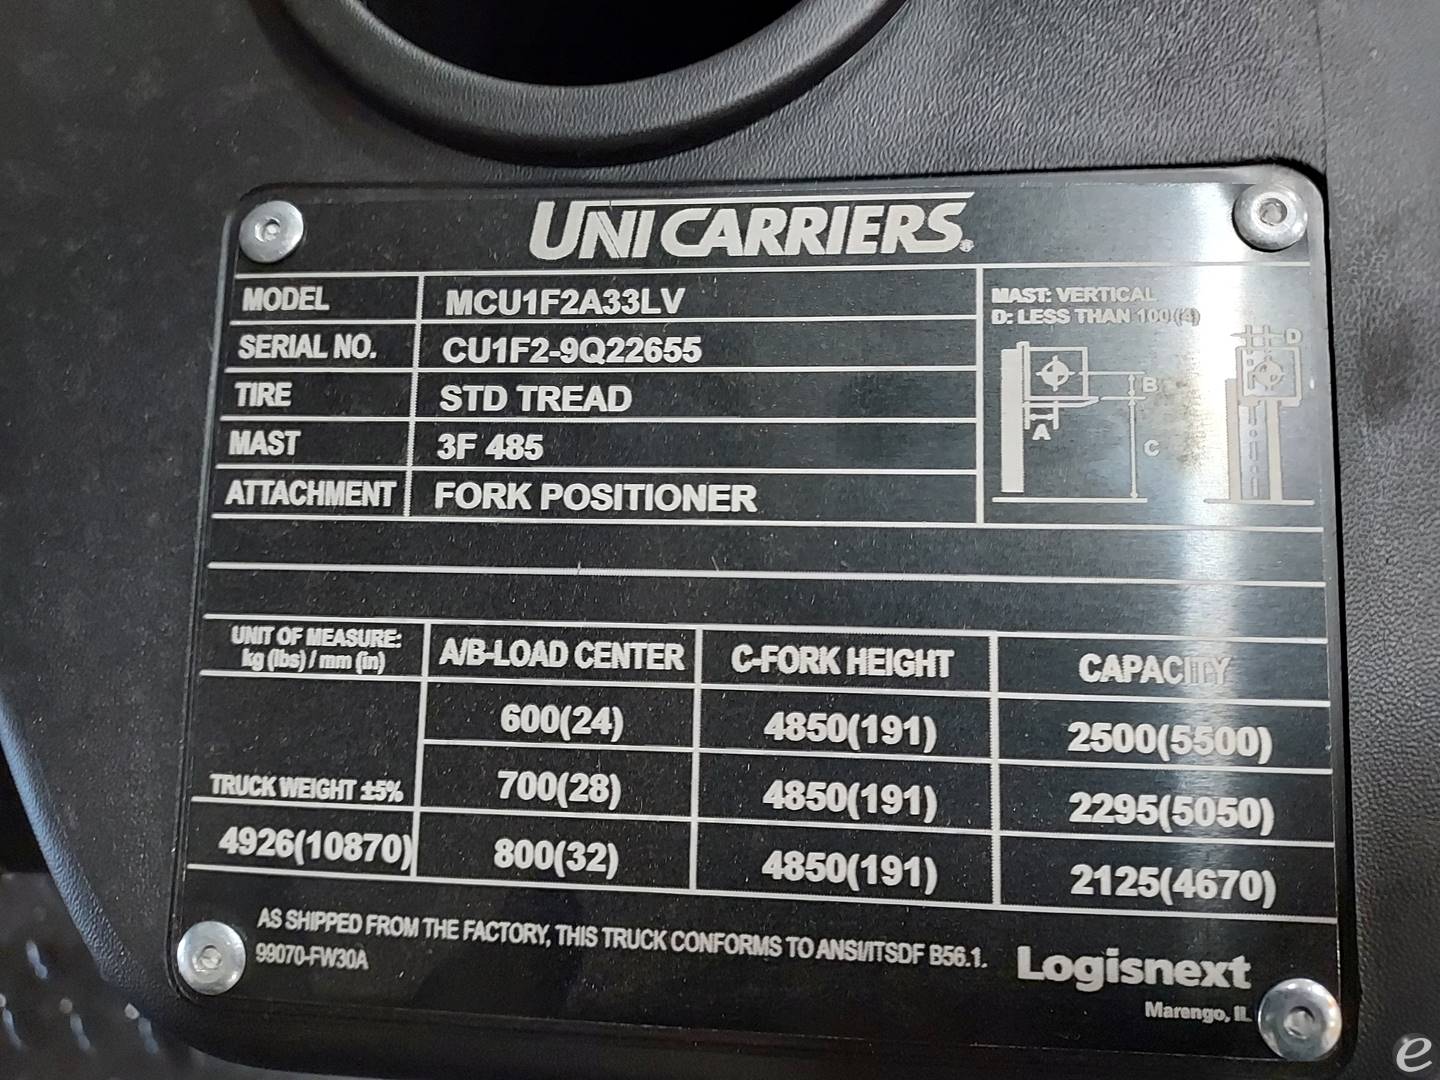 UNICARRIERS®
MODEL MCU1F2A33LV
SERIAL NO. CU1F2-9Q22655
TIRE STD TREAD
MAST 3F 485
ATTACHMENT FORK POSITIONER
MAST: VERTICAL
D: LESS THAN 100(4)
D
B
A
C
UNIT OF MEASURE:
kg (lbs) / mm (in)
A/B-LOAD CENTER C-FORK HEIGHT CAPACITY
600(24) 4850(191) 2500(5500)
TRUCK WEIGHT ±5% 700(28) 4850(191) 2295(5050)
4926(10870) 800(32) 4850(191) 2125(4670)
AS SHIPPED FROM THE FACTORY, THIS TRUCK CONFORMS TO ANSI/ITSDF B56.1.
99070-FW30A
Logisnext
Marengo, IL
e